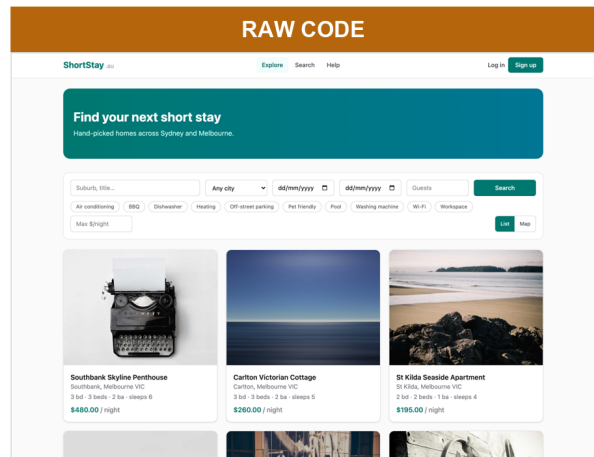 RAW CODE
ShortStay .au
Explore Search Help
Log in Sign up
Find your next short stay
Hand-picked homes across Sydney and Melbourne.
Suburb, title... Any city dd/mm/yyyy dd/mm/yyyy Guests Search
Air conditioning BBQ Dishwasher Heating Off-street parking Pet friendly Pool Washing machine Wi-Fi Workspace
Max $/night List Map
Southbank Skyline Penthouse
Southbank, Melbourne VIC
3 bd · 3 beds · 2 ba · sleeps 6
$480.00 / night
Carlton Victorian Cottage
Carlton, Melbourne VIC
3 bd · 3 beds · 2 ba · sleeps 5
$260.00 / night
St Kilda Seaside Apartment
St Kilda, Melbourne VIC
2 bd · 2 beds · 1 ba · sleeps 4
$195.00 / night